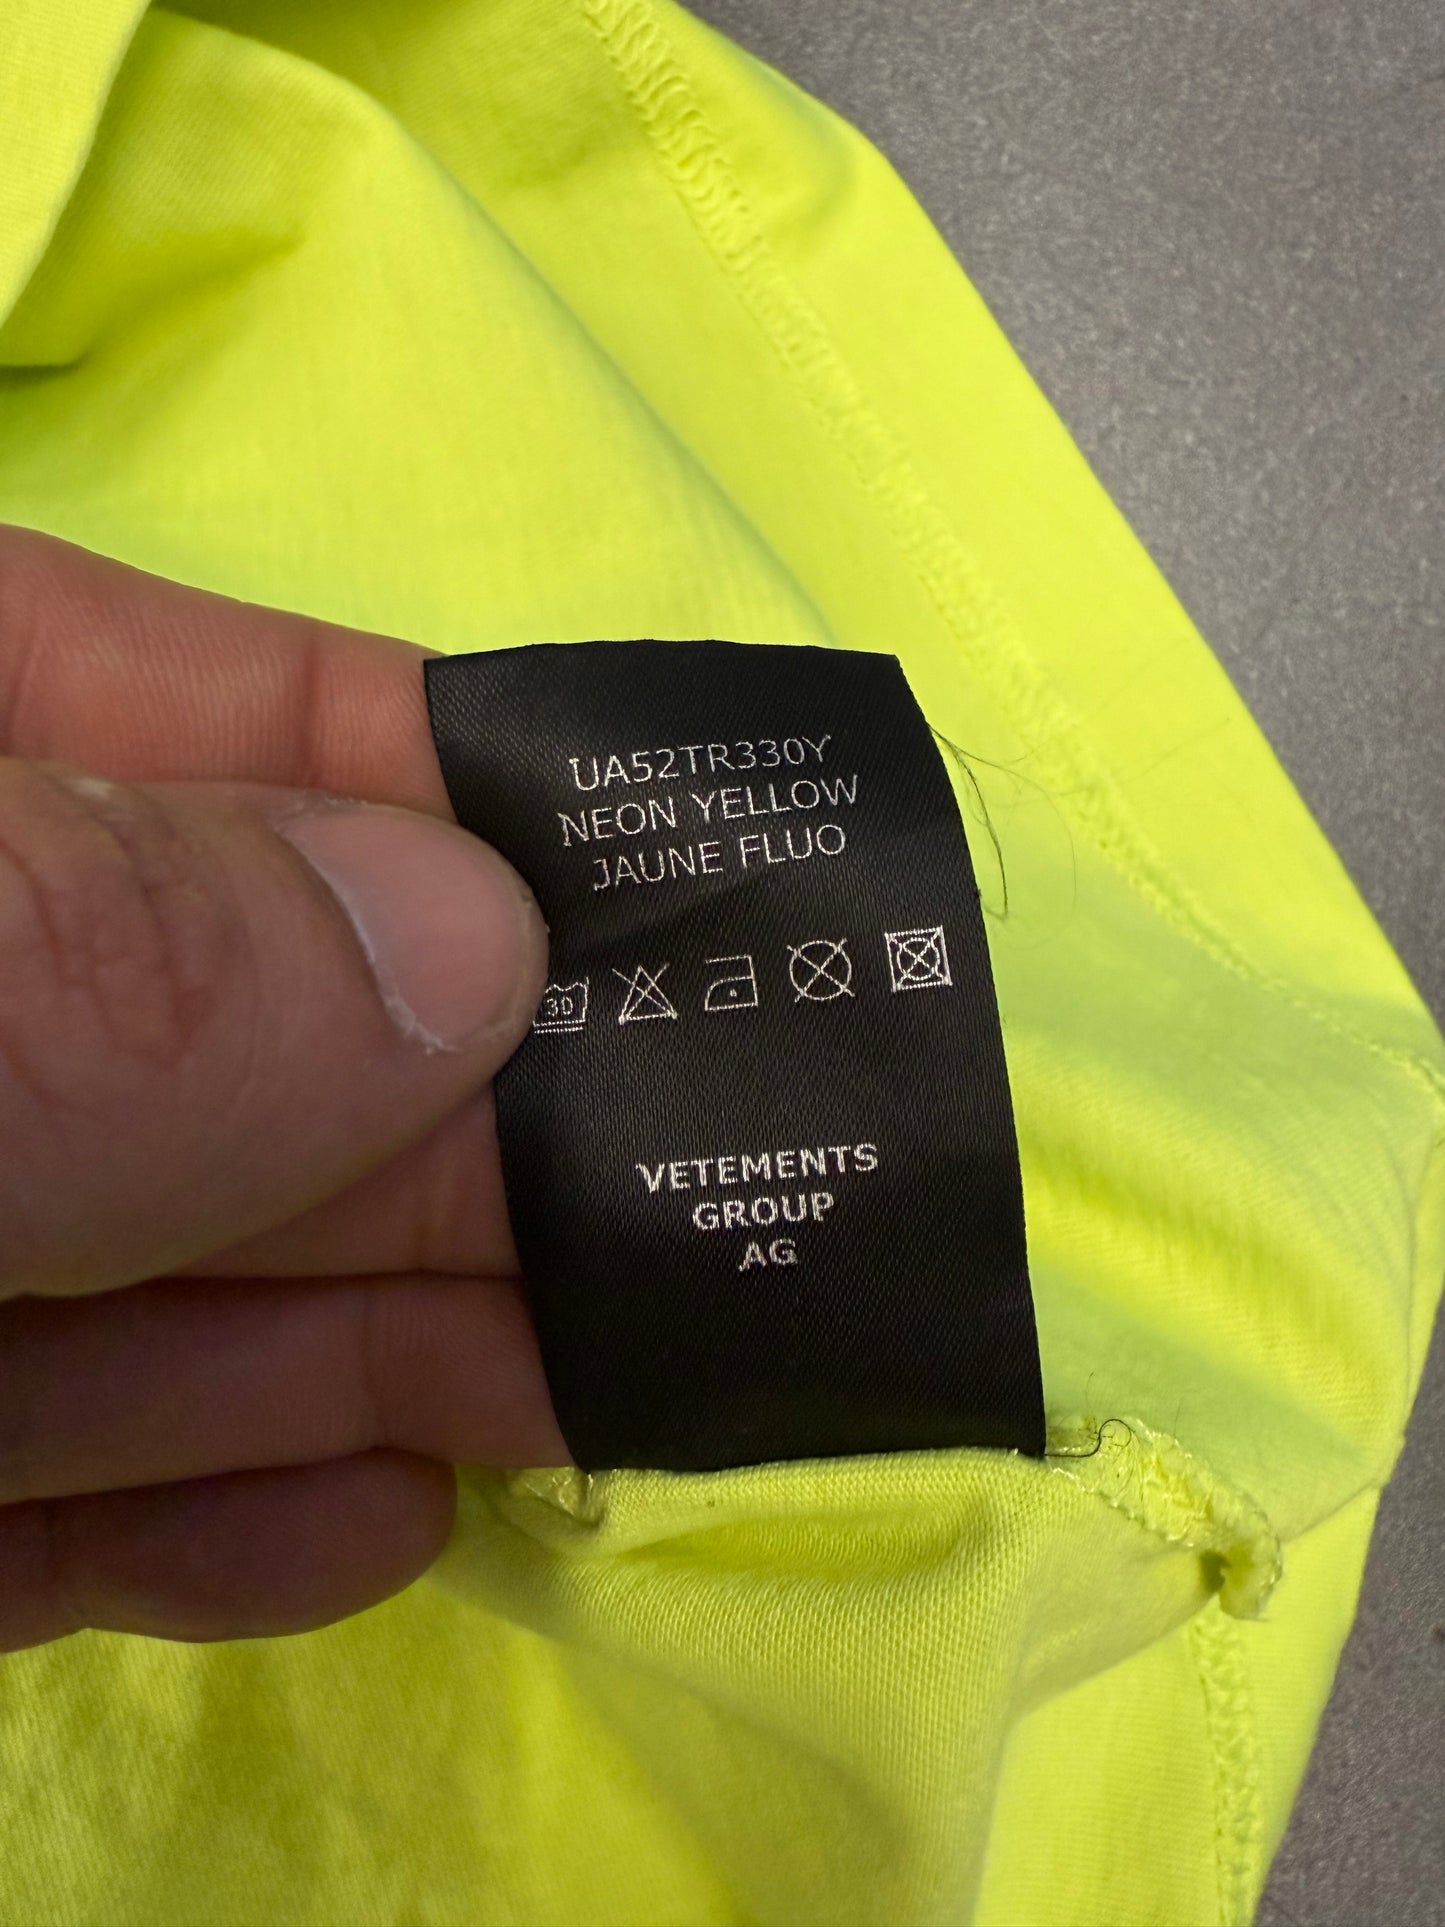 UA52TR330Y
NEON YELLOW
JAUNE FLUO
30
VETEMENTS
GROUP
AG